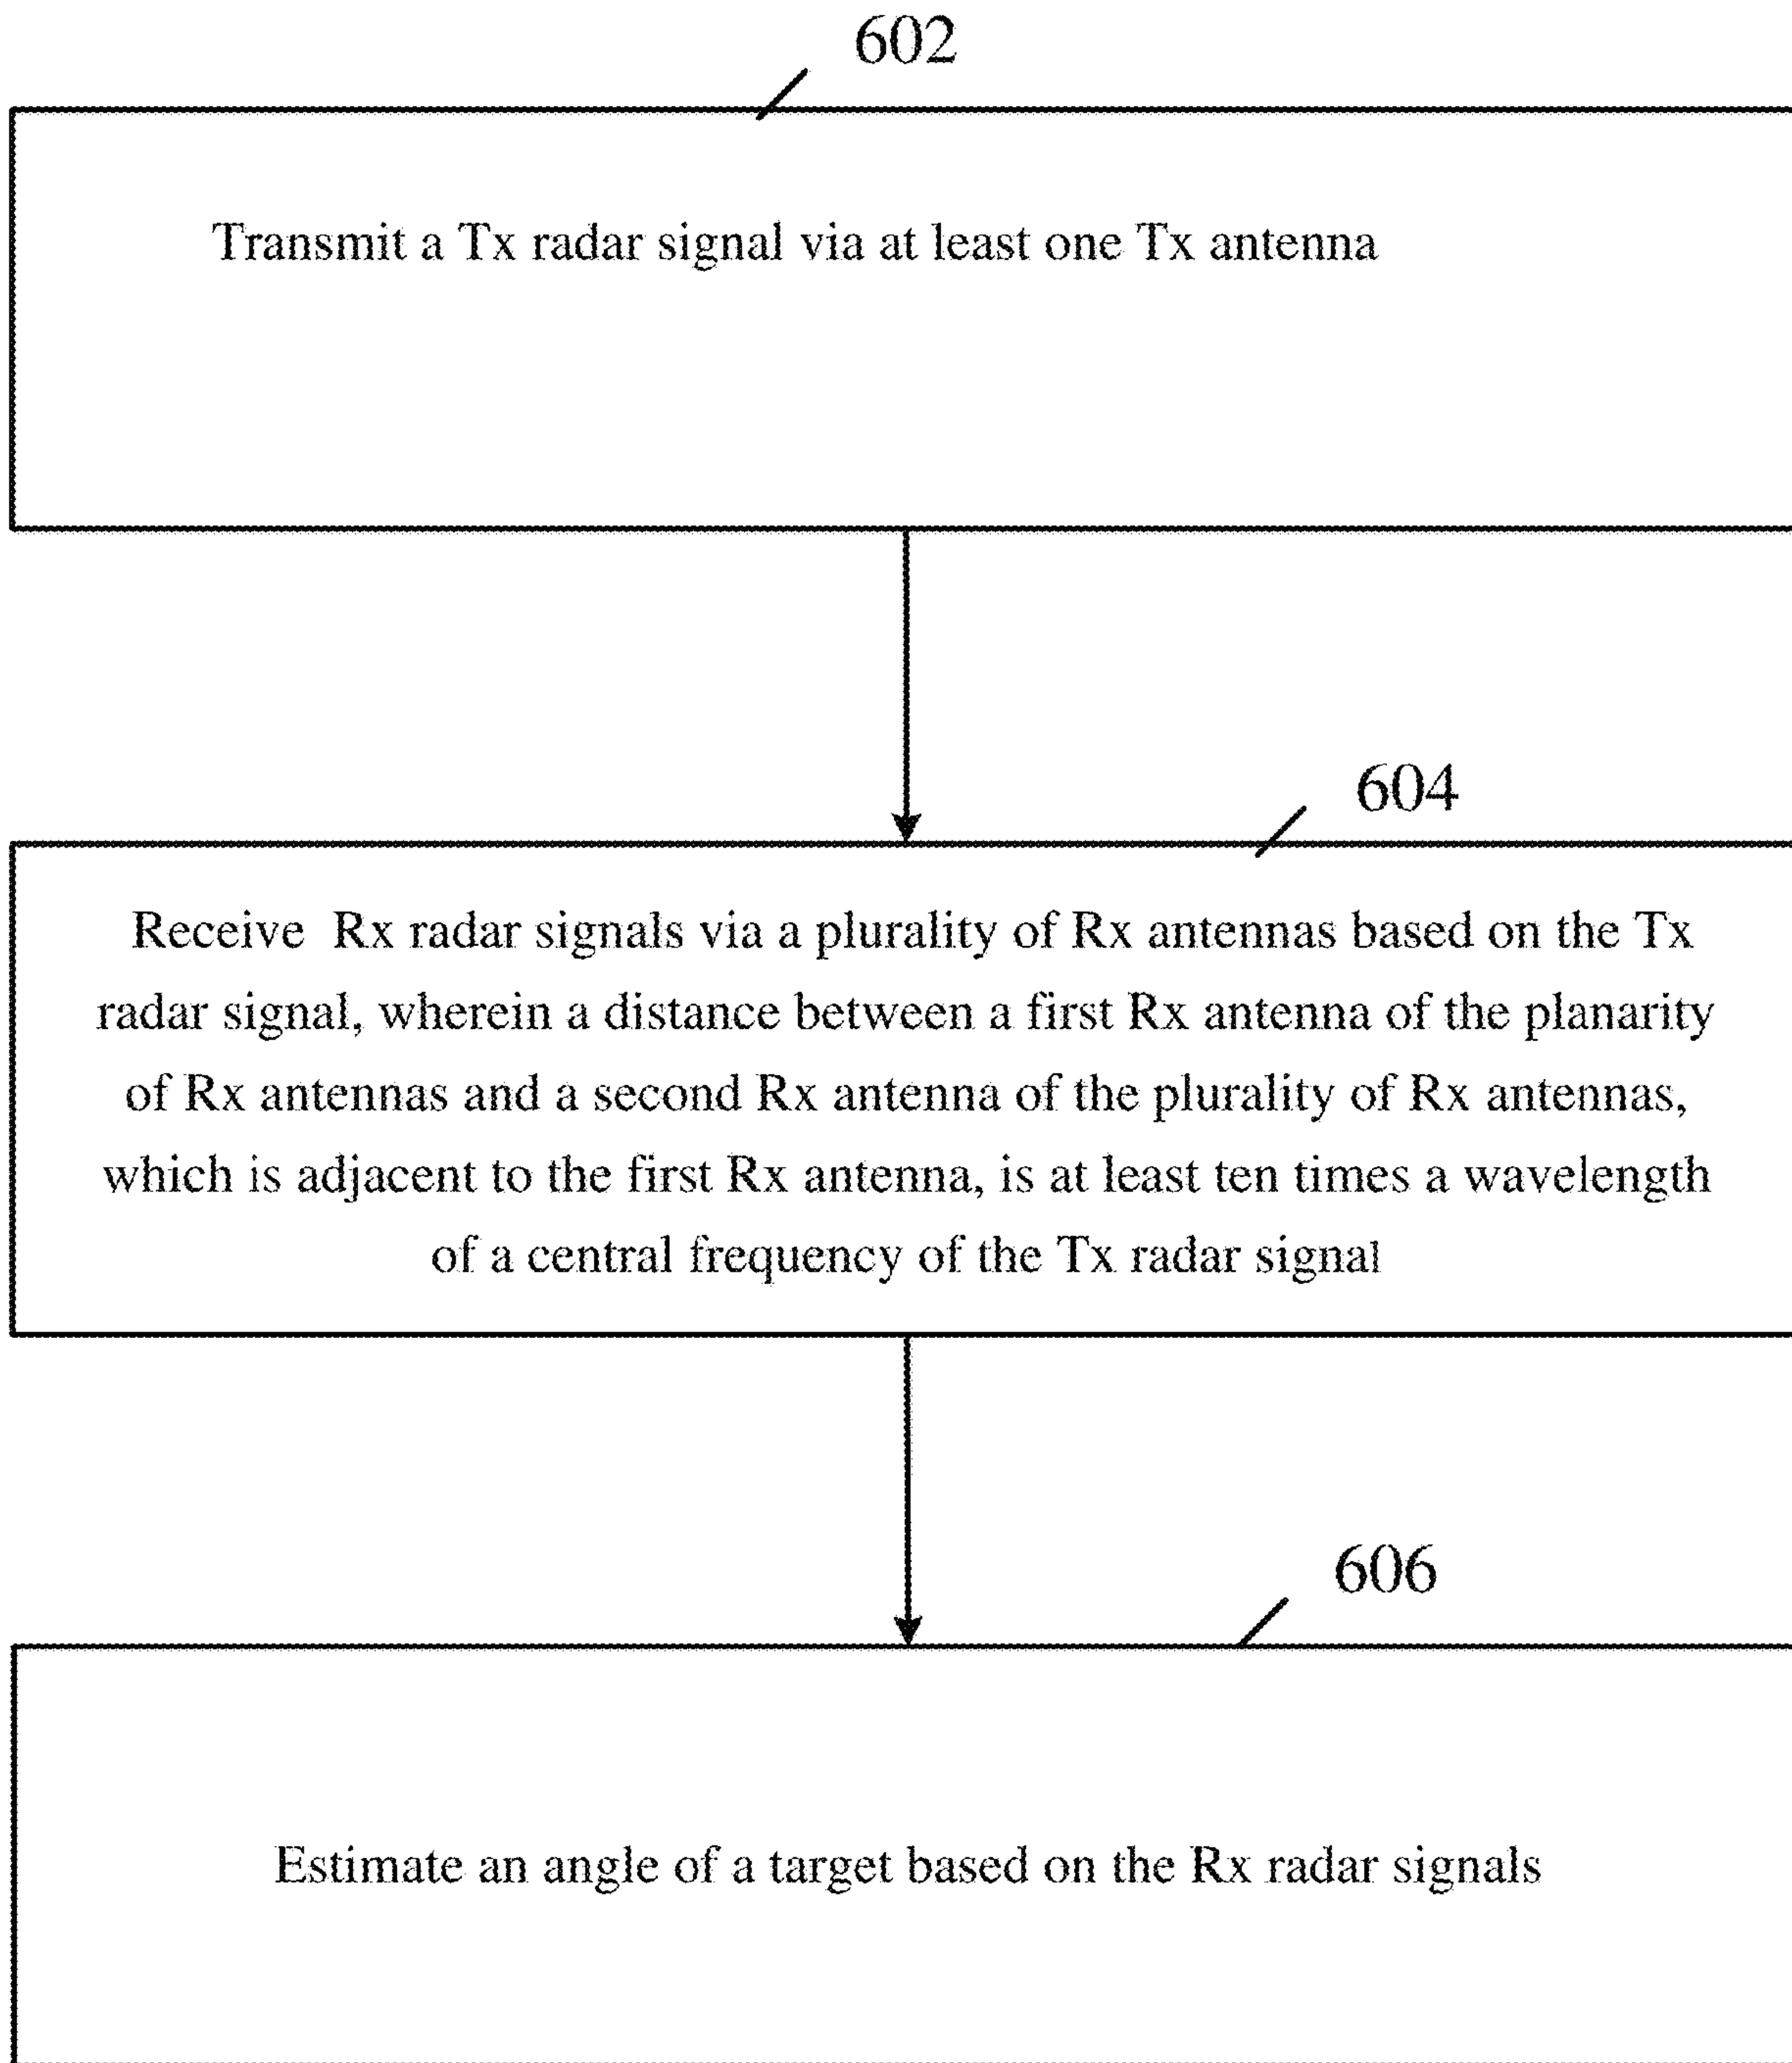 602
Transmit a Tx radar signal via at least one Tx antenna
604
Receive Rx radar signals via a plurality of Rx antennas based on the Tx
radar signal, wherein a distance between a first Rx antenna of the planarity
of Rx antennas and a second Rx antenna of the plurality of Rx antennas,
which is adjacent to the first Rx antenna, is at least ten times a wavelength
of a central frequency of the Tx radar signal
606
Estimate an angle of a target based on the Rx radar signals